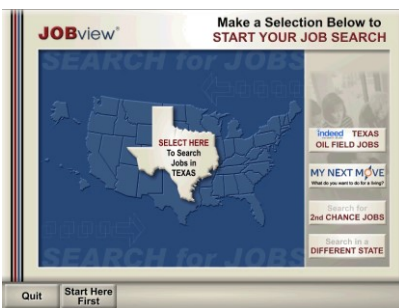 JOBview®
Make a Selection Below to
START YOUR JOB SEARCH
SEARCH for JOBS
SELECT HERE
To Search
Jobs in
TEXAS
SEARCH for JOBS
indeed TEXAS
OIL FIELD JOBS
MY NEXT MOVE
What do you want to do for a living?
Search for
2nd CHANCE JOBS
Search in a
DIFFERENT STATE
Quit
Start Here
First